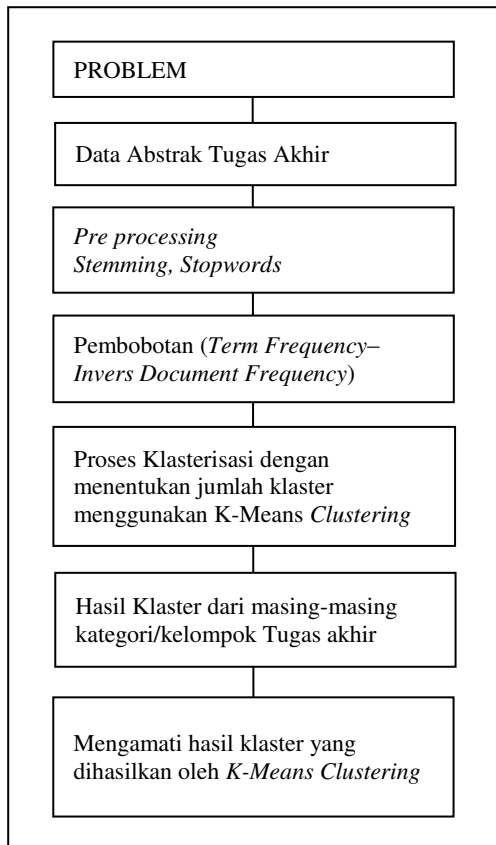 PROBLEM
Data Abstrak Tugas Akhir
Pre processing
Stemming, Stopwords
Pembobotan (Term Frequency–
Invers Document Frequency)
Proses Klasterisasi dengan
menentukan jumlah klaster
menggunakan K-Means Clustering
Hasil Klaster dari masing-masing
kategori/kelompok Tugas akhir
Mengamati hasil klaster yang
dihasilkan oleh K-Means Clustering